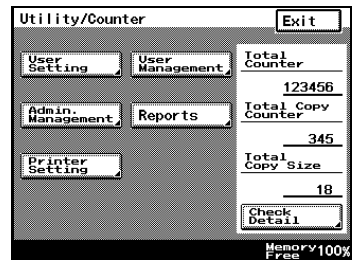 Utility/Counter
Exit
User
Setting
User
Management
Admin.
Management
Reports
Printer
Setting
Total
Counter
123456
Total Copy
Counter
345
Total
Copy Size
18
Check
Detail
Memory
Free 100%